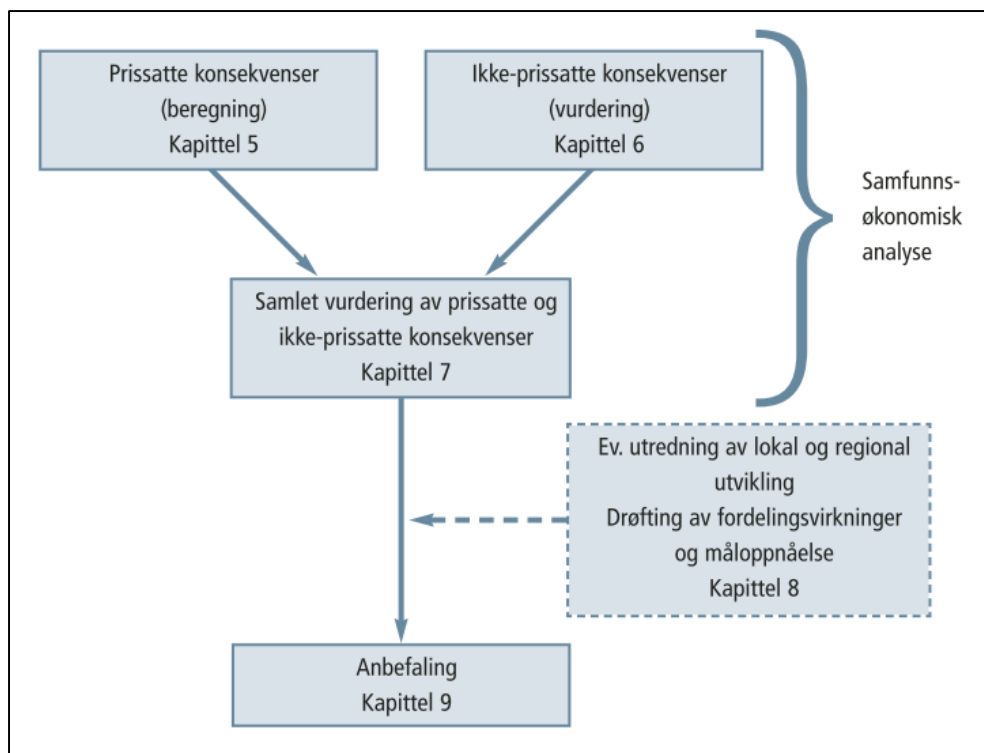 Prissatte konsekvenser
(beregning)
Kapittel 5
Ikke-prissatte konsekvenser
(vurdering)
Kapittel 6
Samfunns-
økonomisk
analyse
Samlet vurdering av prissatte og
ikke-prissatte konsekvenser
Kapittel 7
Ev. utredning av lokal og regional
utvikling
Drøfting av fordelingsvirkninger
og måloppnåelse
Kapittel 8
Anbefaling
Kapittel 9